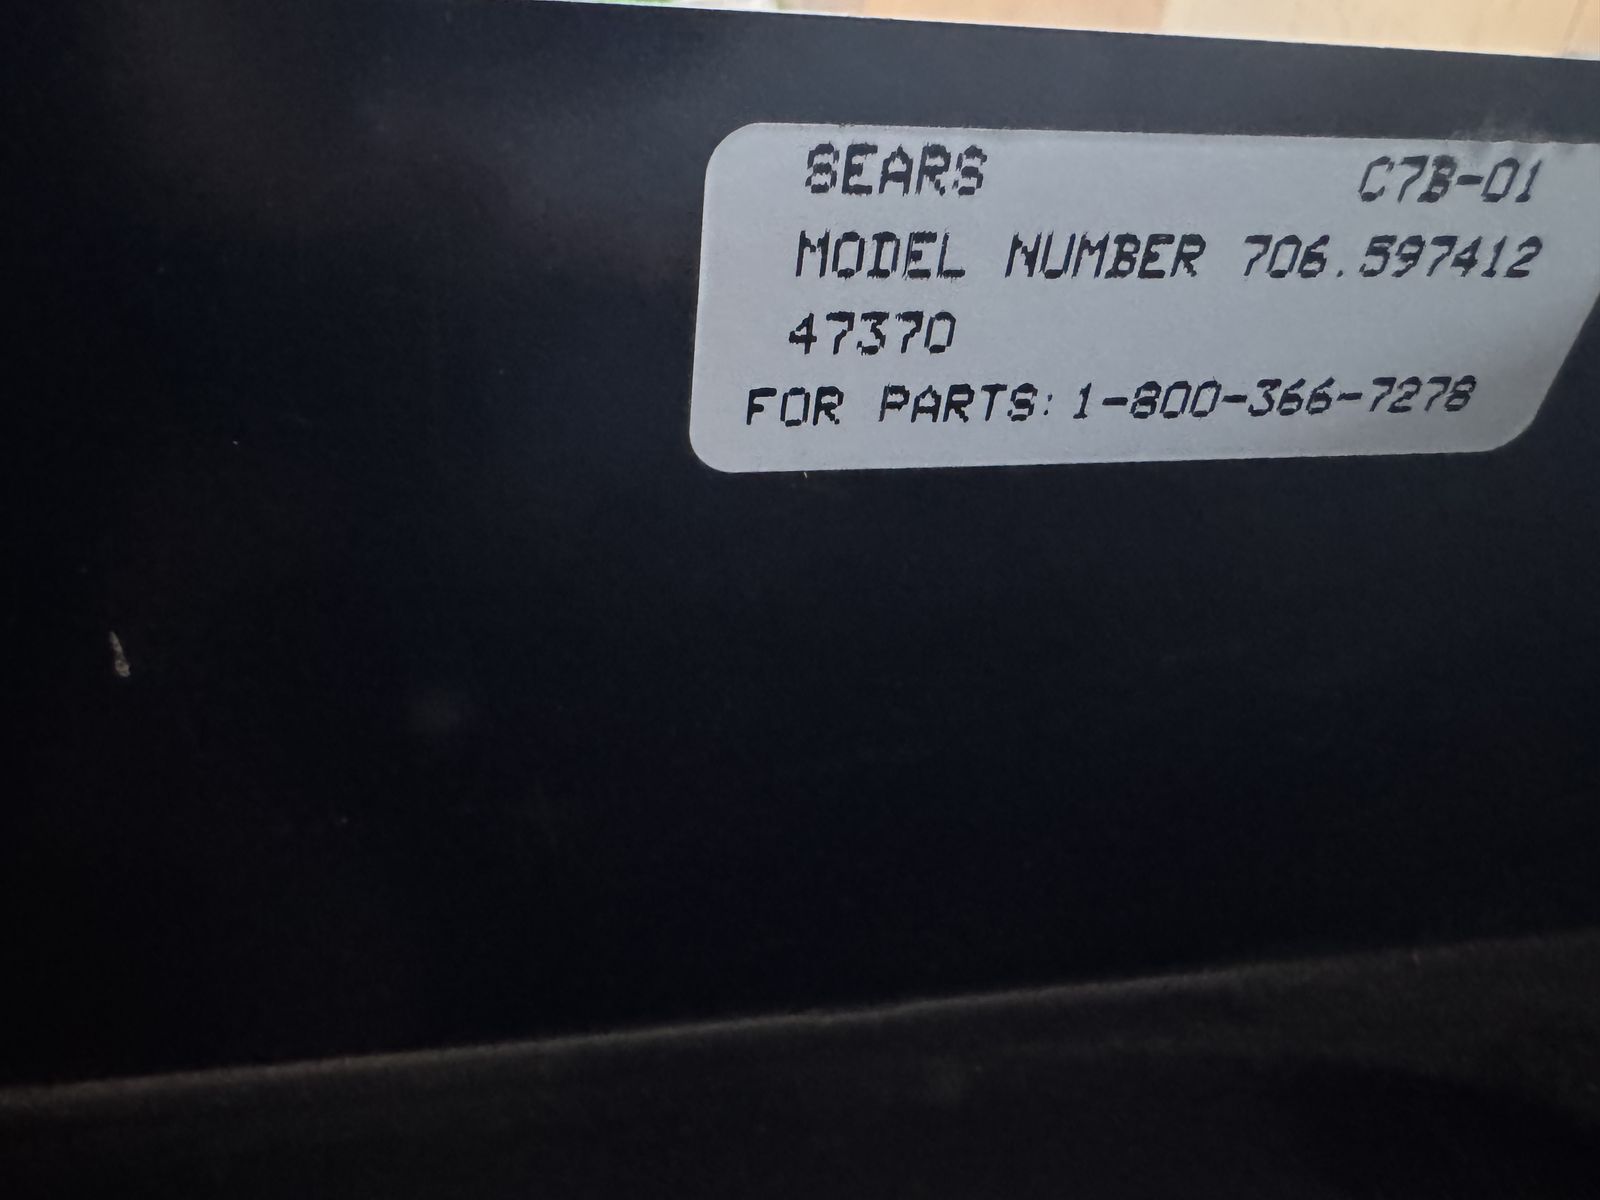 SEARS C7B-01
MODEL NUMBER 706.597412
47370
FOR PARTS: 1-800-366-7278